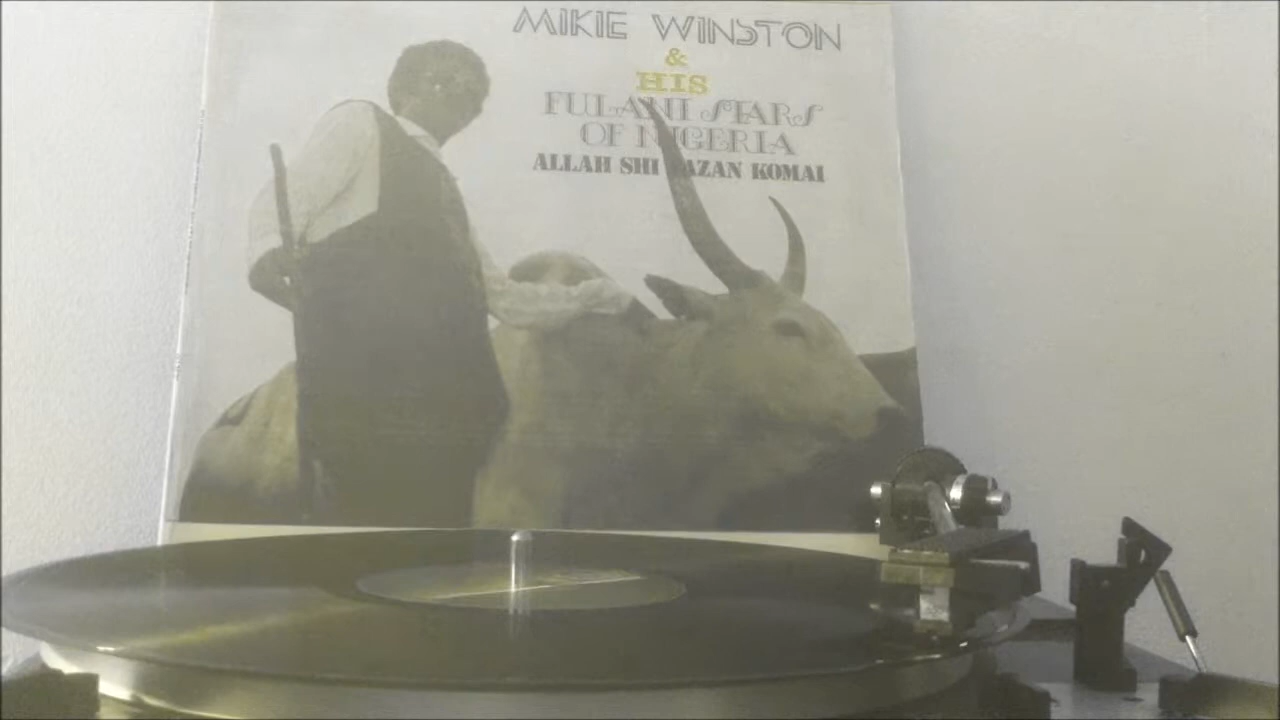 MIKIE WINSTON
&
HIS
FULANI STARS
OF NIGERIA
ALLAH SHI KOMAI